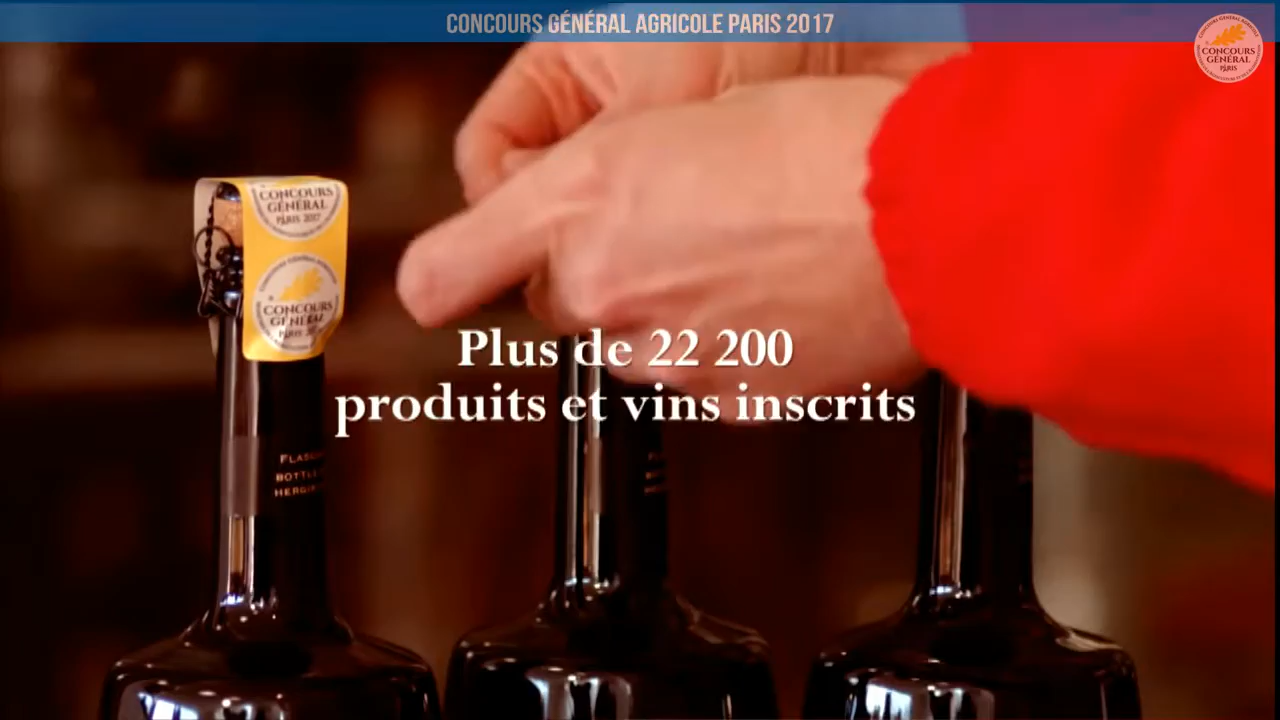 CONCOURS GÉNÉRAL AGRICOLE PARIS 2017
CONCOURS
GÉNÉRAL
PARIS
CONCOURS
GÉNÉRAL
PARIS 2017
CONCOURS
GÉNÉRAL
PARIS
Plus de 22 200
produits et vins inscrits